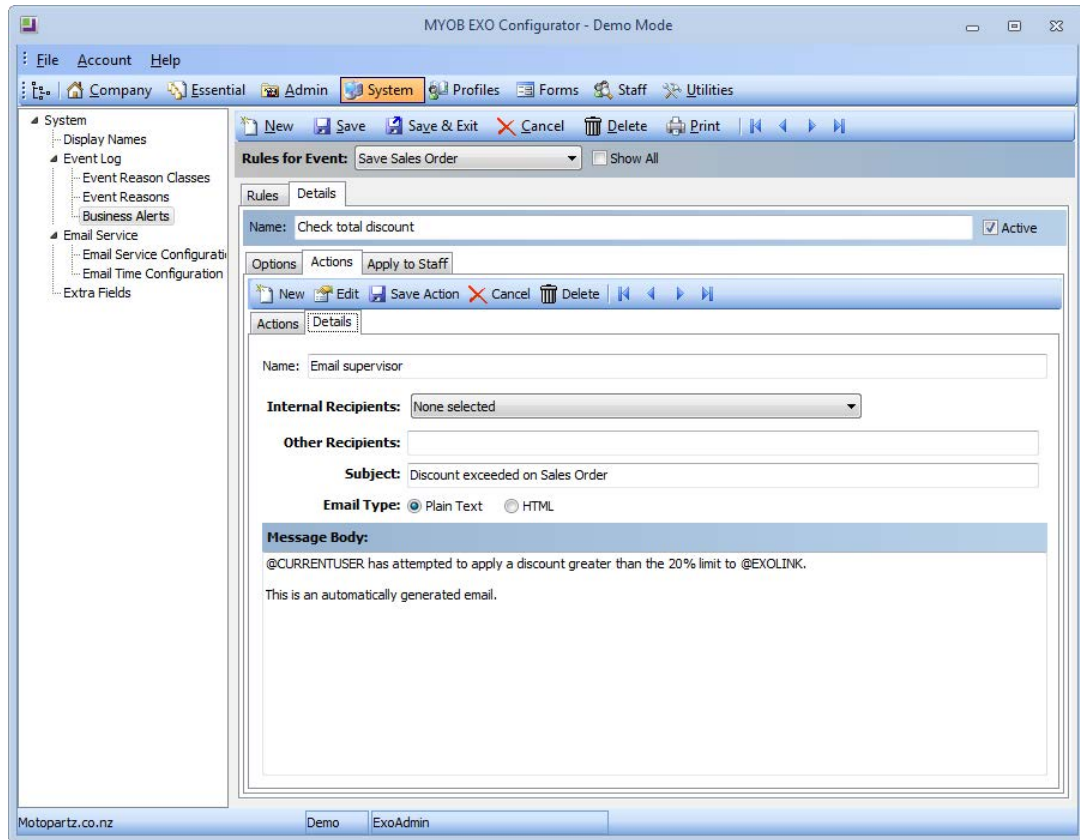 MYOB EXO Configurator - Demo Mode
File Account Help
Company Essential Admin System Profiles Forms Staff Utilities
System
Display Names
Event Log
Event Reason Classes
Event Reasons
Business Alerts
Email Service
Email Service Configurati
Email Time Configuration
Extra Fields
New Save Save & Exit Cancel Delete Print
Rules for Event: Save Sales Order Show All
Rules Details
Name: Check total discount Active
Options Actions Apply to Staff
New Edit Save Action Cancel Delete
Actions Details
Name: Email supervisor
Internal Recipients: None selected
Other Recipients:
Subject: Discount exceeded on Sales Order
Email Type: Plain Text HTML
Message Body:
@CURRENTUSER has attempted to apply a discount greater than the 20% limit to @EXOLINK.
This is an automatically generated email.
Motopartz.co.nz Demo ExoAdmin